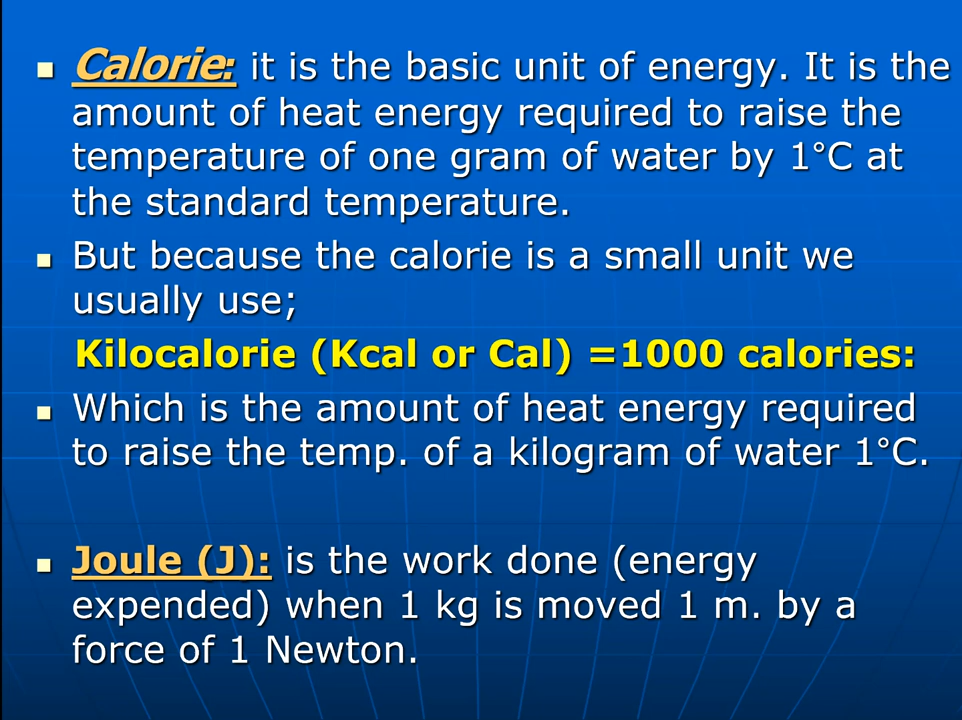 Calorie: it is the basic unit of energy. It is the
amount of heat energy required to raise the
temperature of one gram of water by 1°C at
the standard temperature.
But because the calorie is a small unit we
usually use;
Kilocalorie (Kcal or Cal) =1000 calories:
Which is the amount of heat energy required
to raise the temp. of a kilogram of water 1°C.
Joule (J): is the work done (energy
expended) when 1 kg is moved 1 m. by a
force of 1 Newton.